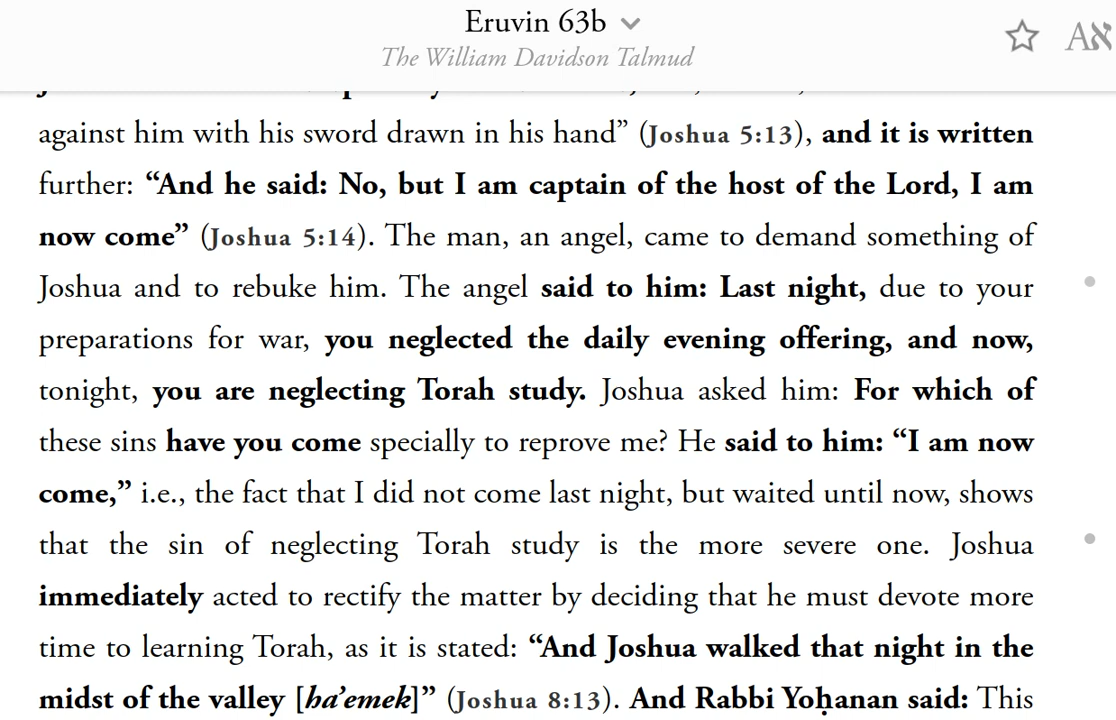 Eruvin 63b
The William Davidson Talmud
Aא
against him with his sword drawn in his hand” (Joshua 5:13), and it is written
further: “And he said: No, but I am captain of the host of the Lord, I am
now come” (Joshua 5:14). The man, an angel, came to demand something of
Joshua and to rebuke him. The angel said to him: Last night, due to your
preparations for war, you neglected the daily evening offering, and now,
tonight, you are neglecting Torah study. Joshua asked him: For which of
these sins have you come specially to reprove me? He said to him: “I am now
come,” i.e., the fact that I did not come last night, but waited until now, shows
that the sin of neglecting Torah study is the more severe one. Joshua
immediately acted to rectify the matter by deciding that he must devote more
time to learning Torah, as it is stated: “And Joshua walked that night in the
midst of the valley [ha’emek]” (Joshua 8:13). And Rabbi Yoḥanan said: This